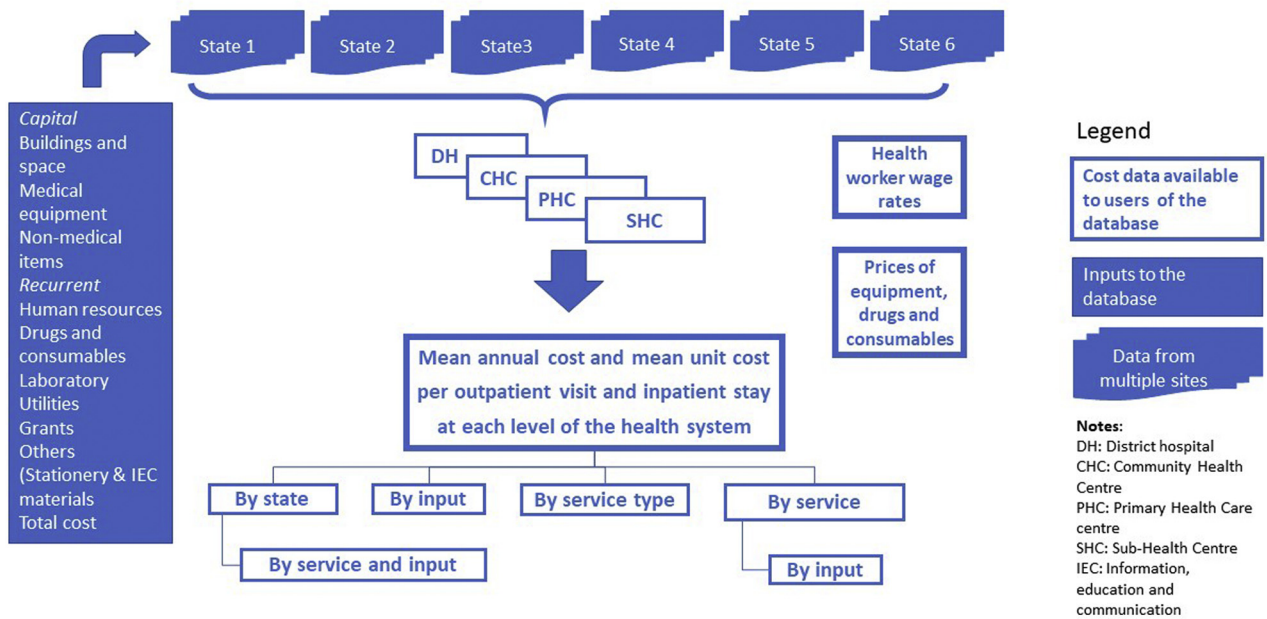 State 1
State 2
State3
State 4
State 5
State 6
Capital
Buildings and
space
Medical
equipment
Non-medical
items
Recurrent
Human resources
Drugs and
consumables
Laboratory
Utilities
Grants
Others
(Stationery & IEC
materials
Total cost
DH
CHC
PHC
SHC
Health
worker wage
rates
Prices of
equipment,
drugs and
consumables
Mean annual cost and mean unit cost
per outpatient visit and inpatient stay
at each level of the health system
By state
By input
By service type
By service
By service and input
By input
Legend
Cost data available
to users of the
database
Inputs to the
database
Data from
multiple sites
Notes:
DH: District hospital
CHC: Community Health
Centre
PHC: Primary Health Care
centre
SHC: Sub-Health Centre
IEC: Information,
education and
communication